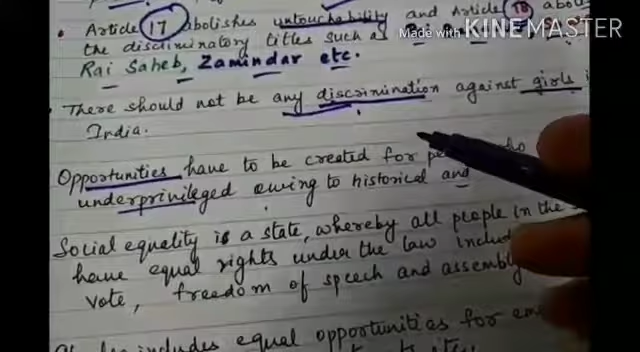 • Article 17 abolishes untouchability and Article 18
the discriminatory titles such as
Rai Saheb, Zamindar etc.
• There should not be any discrimination against girls
India.
Opportunities have to be created for
underprivileged owing to historical and
Social equality is a state, whereby all people in the
have equal rights under the law
vote, freedom of speech and assembly
includes equal opportunities for
Made with KINEMASTER